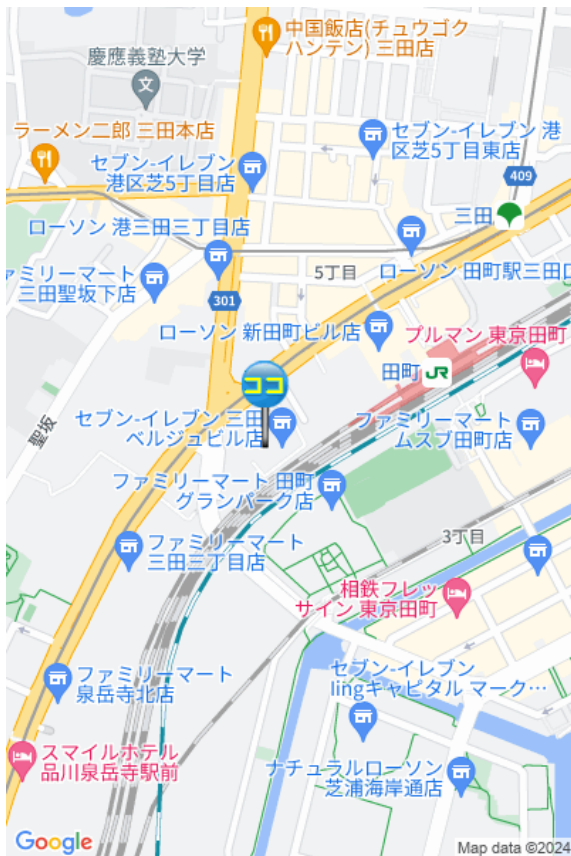 中国飯店(チュウゴク
ハンテン) 三田店
慶應義塾大学
文
ラーメン二郎 三田本店
セブン-イレブン 港
区芝5丁目東店
セブン-イレブン
港区芝5丁目店
409
三田
ローソン 港三田三丁目店
5丁目
ローソン 田町駅三田口
ファミリーマート
三田聖坂下店
301
ローソン 新田町ビル店
プルマン 東京田町
田町
JR
ココ
セブン-イレブン 三田
ベルジュビル店
ファミリーマート
ムスブ田町店
聖坂
ファミリーマート 田町
グランパーク店
3丁目
ファミリーマート
三田三丁目店
相鉄フレッ
サイン 東京田町
セブン-イレブン
Iingキャピタル マーク…
ファミリーマート
泉岳寺北店
スマイルホテル
品川泉岳寺駅前
ナチュラルローソン
芝浦海岸通店
Google
Map data ©2024